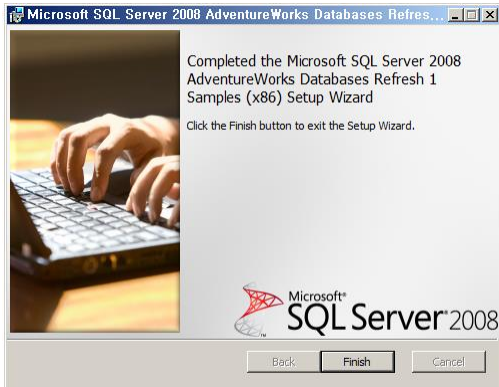 Microsoft SQL Server 2008 AdventureWorks Databases Refres...
Completed the Microsoft SQL Server 2008
AdventureWorks Databases Refresh 1
Samples (x86) Setup Wizard
Click the Finish button to exit the Setup Wizard.
Microsoft®
SQL Server® 2008
Back
Finish
Cancel